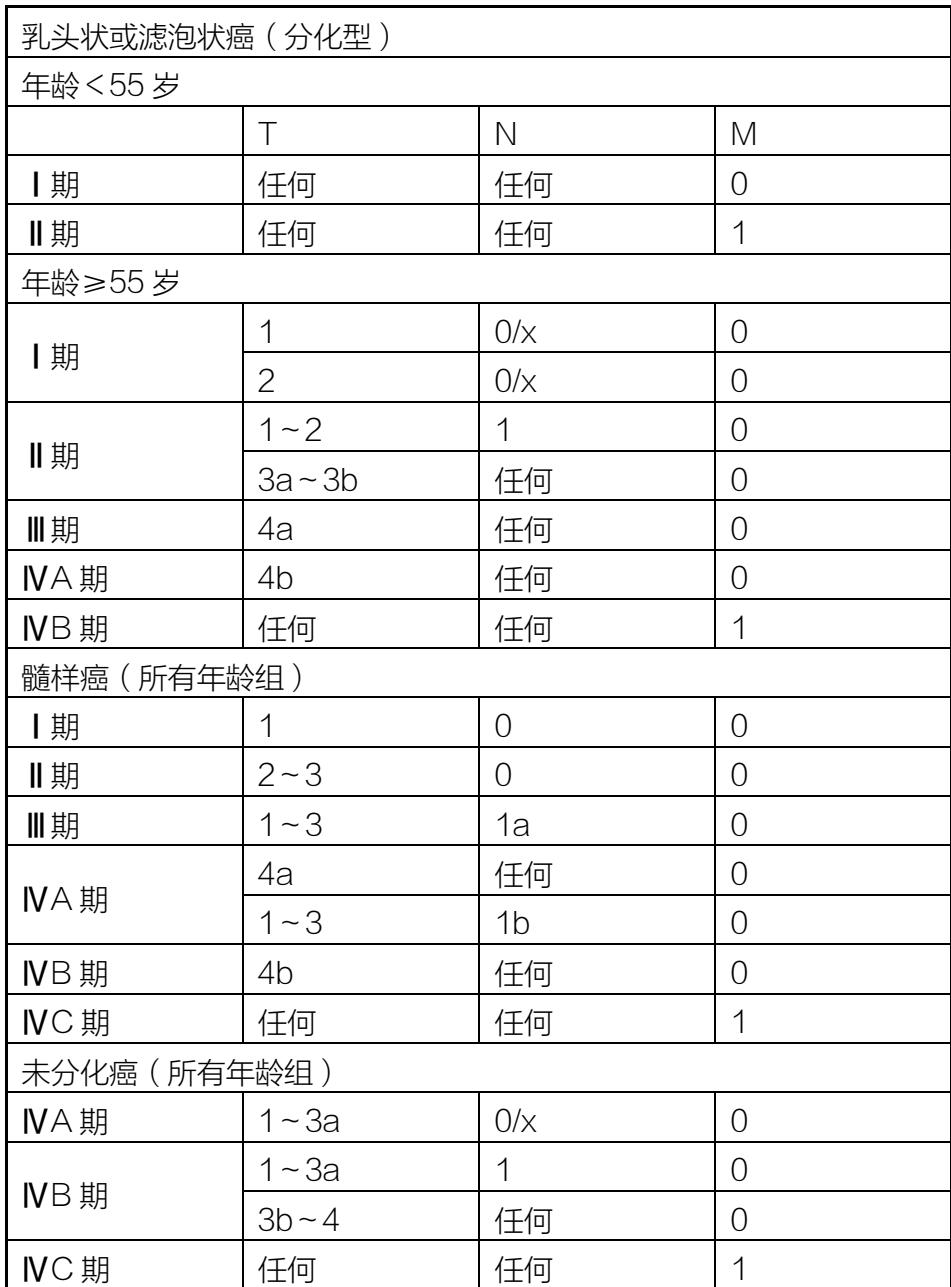 乳头状或滤泡状癌（分化型）
年龄＜55 岁
T N M
Ⅰ期 任何 任何 0
Ⅱ期 任何 任何 1
年龄≥55 岁
Ⅰ期 1 0/x 0
2 0/x 0
Ⅱ期 1~2 1 0
3a~3b 任何 0
Ⅲ期 4a 任何 0
ⅣA 期 4b 任何 0
ⅣB 期 任何 任何 1
髓样癌（所有年龄组）
Ⅰ期 1 0 0
Ⅱ期 2~3 0 0
Ⅲ期 1~3 1a 0
ⅣA 期 4a 任何 0
1~3 1b 0
ⅣB 期 4b 任何 0
ⅣC 期 任何 任何 1
未分化癌（所有年龄组）
ⅣA 期 1~3a 0/x 0
ⅣB 期 1~3a 1 0
3b~4 任何 0
ⅣC 期 任何 任何 1